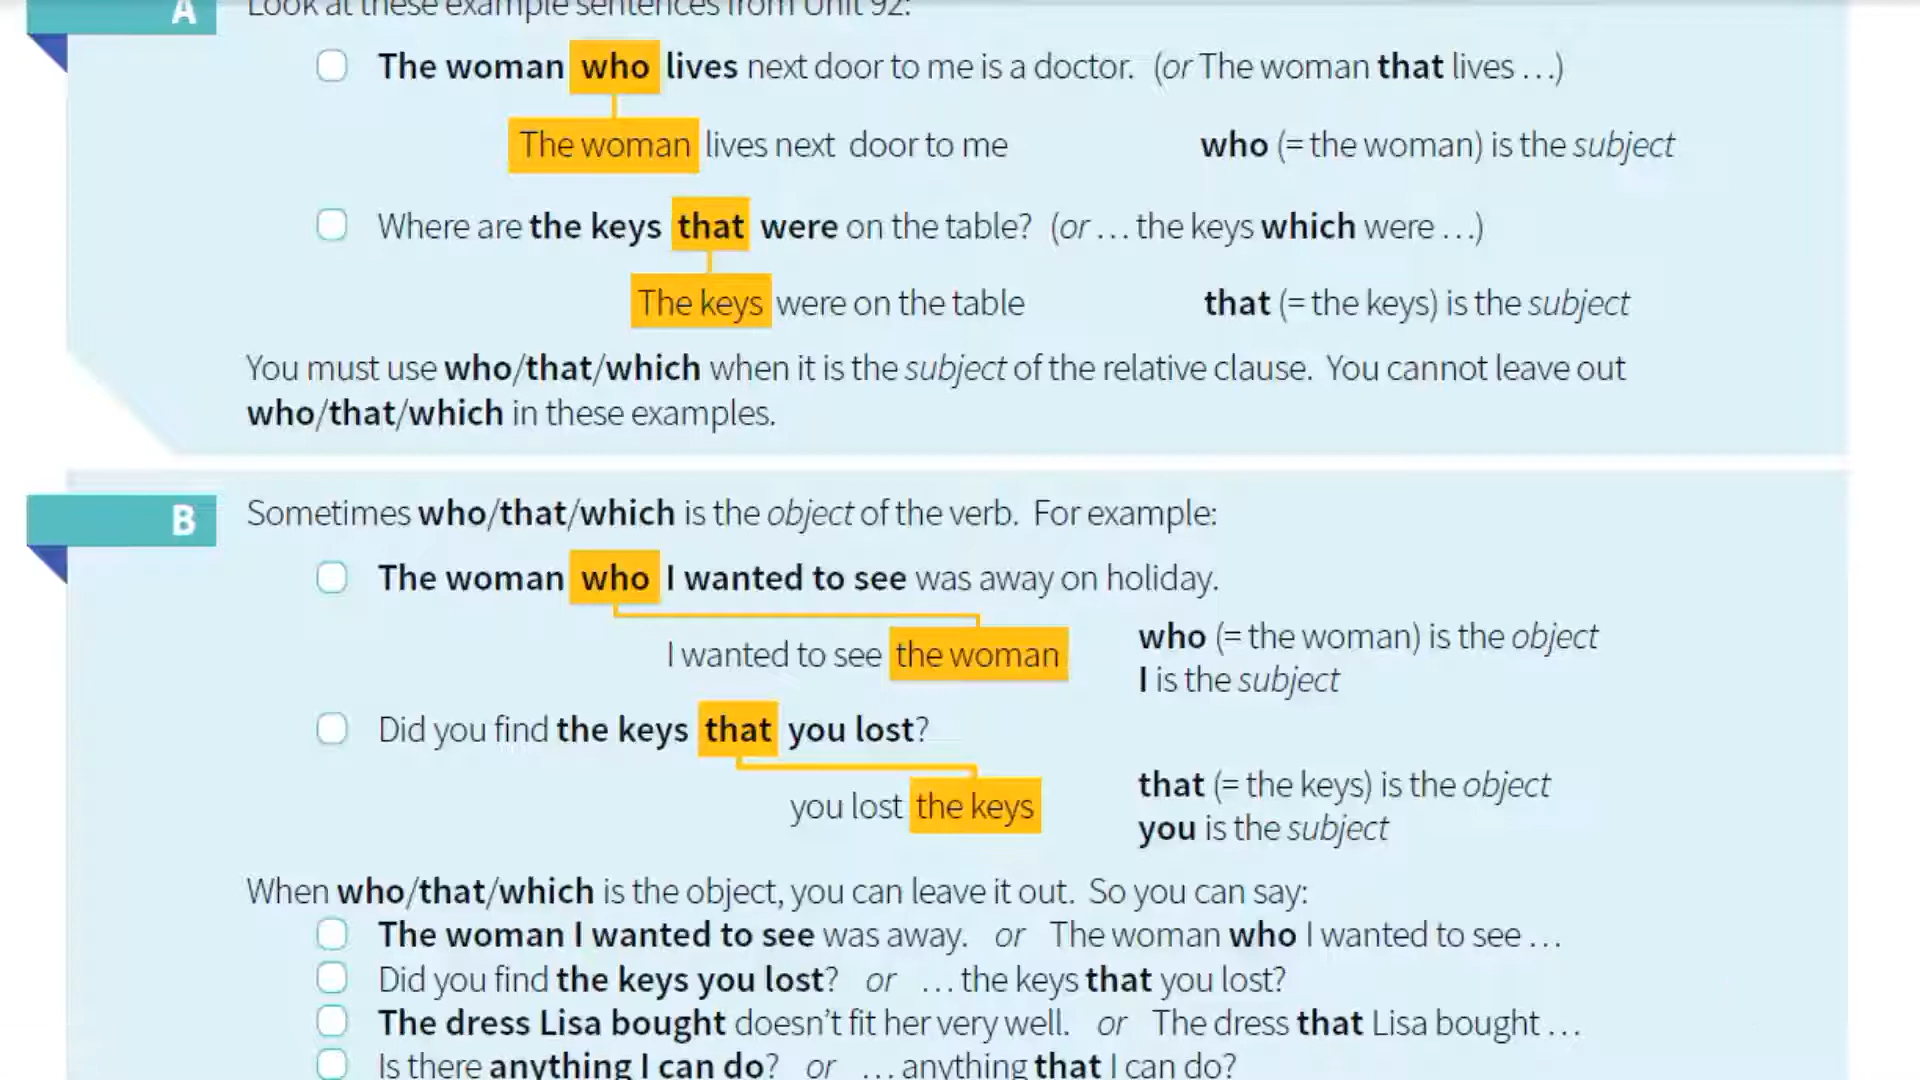 A
Look at these example sentences from Unit 92:
The woman who lives next door to me is a doctor. (or The woman that lives …)
The woman lives next door to me who (= the woman) is the subject
Where are the keys that were on the table? (or … the keys which were …)
The keys were on the table that (= the keys) is the subject
You must use who/that/which when it is the subject of the relative clause. You cannot leave out
who/that/which in these examples.
B
Sometimes who/that/which is the object of the verb. For example:
The woman who I wanted to see was away on holiday.
I wanted to see the woman
who (= the woman) is the object
I is the subject
Did you find the keys that you lost?
you lost the keys
that (= the keys) is the object
you is the subject
When who/that/which is the object, you can leave it out. So you can say:
The woman I wanted to see was away. or The woman who I wanted to see …
Did you find the keys you lost? or … the keys that you lost?
The dress Lisa bought doesn’t fit her very well. or The dress that Lisa bought …
Is there anything I can do? or … anything that I can do?